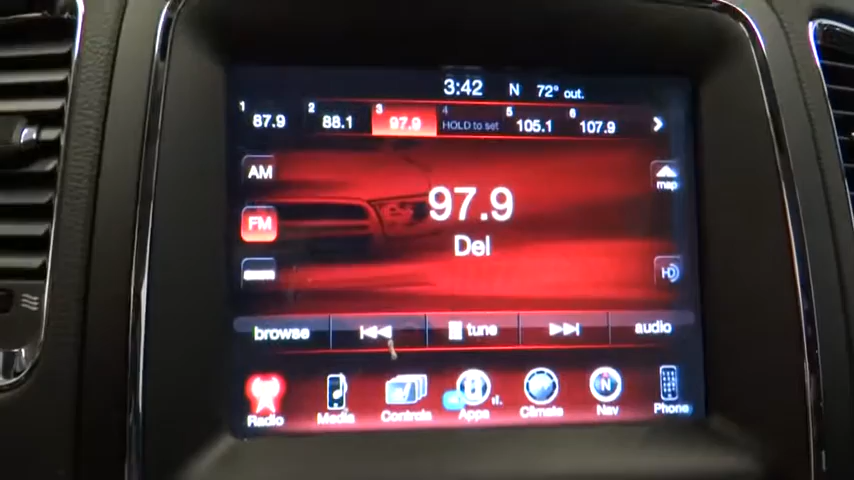 3:42 N 72° out.
1 87.9 2 88.1 3 97.9 4 HOLD to set 5 105.1 6 107.9
AM
map
97.9
FM
Del
HD
browse tune audio
Radio Media Controls Apps Climate Nav Phone